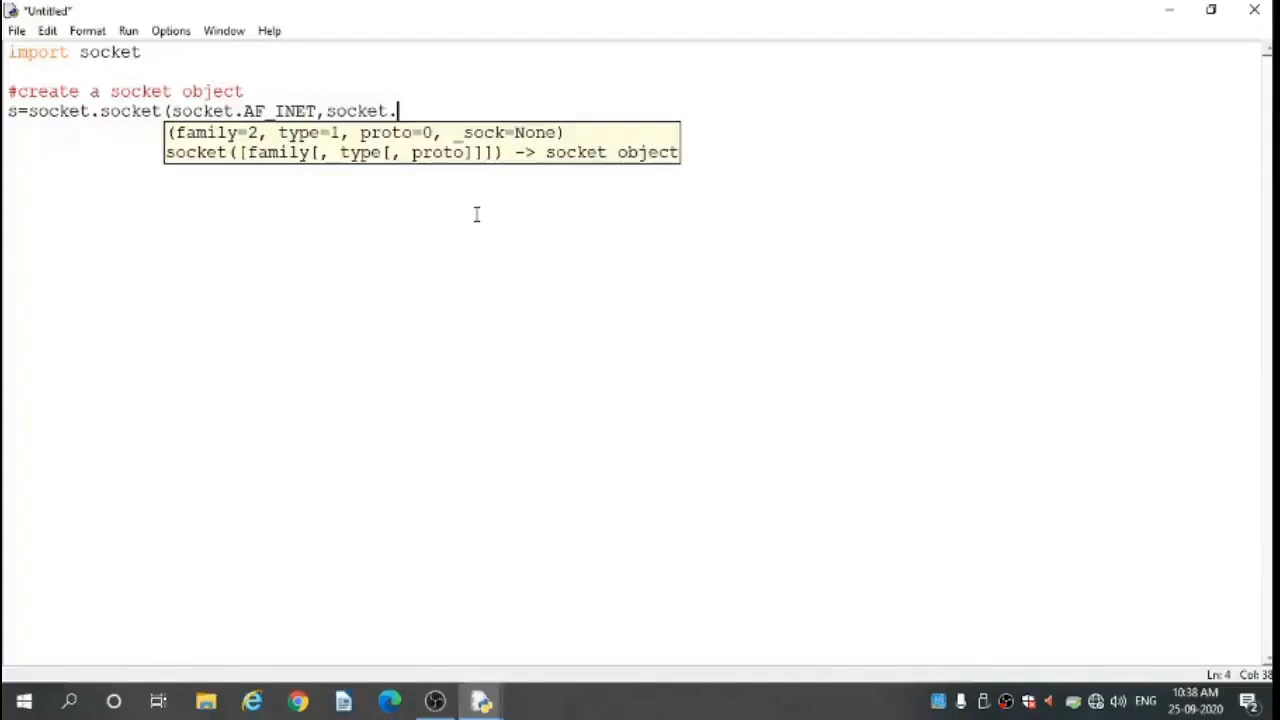 *Untitled*
File Edit Format Run Options Window Help
import socket
#create a socket object
s=socket.socket(socket.AF_INET,socket.
(family=2, type=1, proto=0, _sock=None)
socket([family[, type[, proto]]]) -> socket object
Ln: 4 Col: 38
ENG
10:38 AM
25-09-2020
2